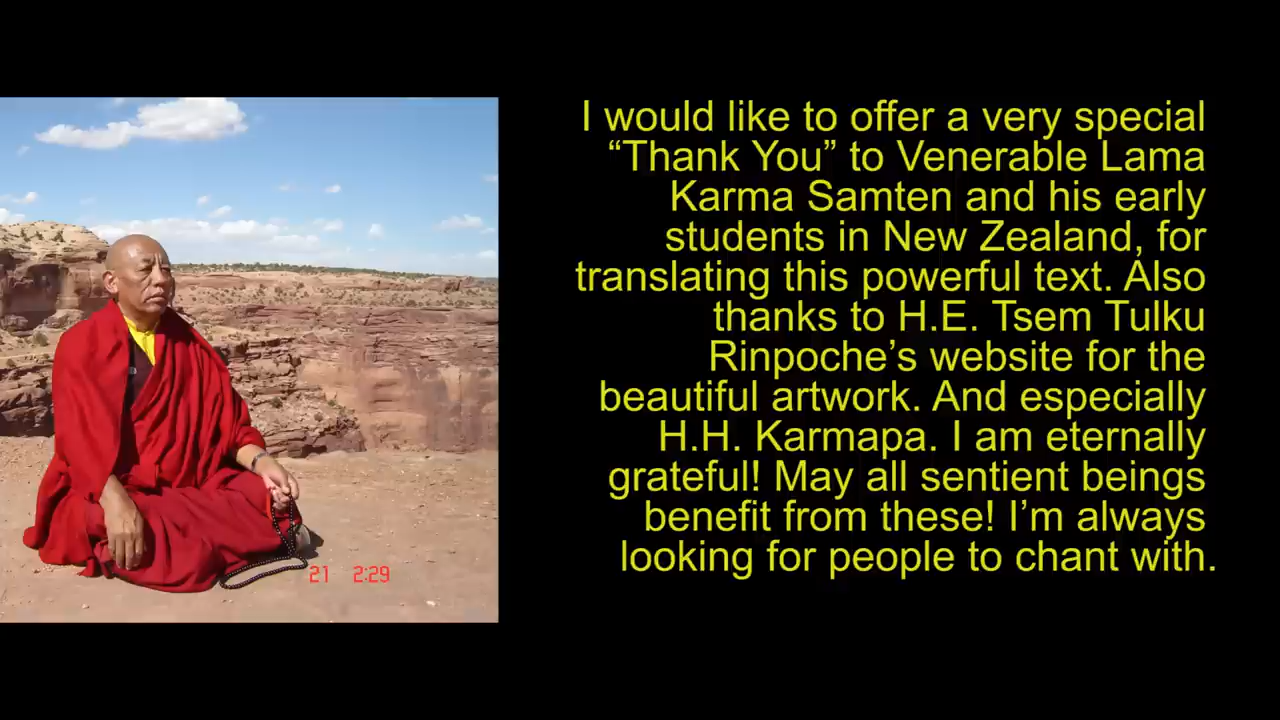 I would like to offer a very special
“Thank You” to Venerable Lama
Karma Samten and his early
students in New Zealand, for
translating this powerful text. Also
thanks to H.E. Tsem Tulku
Rinpoche’s website for the
beautiful artwork. And especially
H.H. Karmapa. I am eternally
grateful! May all sentient beings
benefit from these! I’m always
looking for people to chant with.
21 2:29